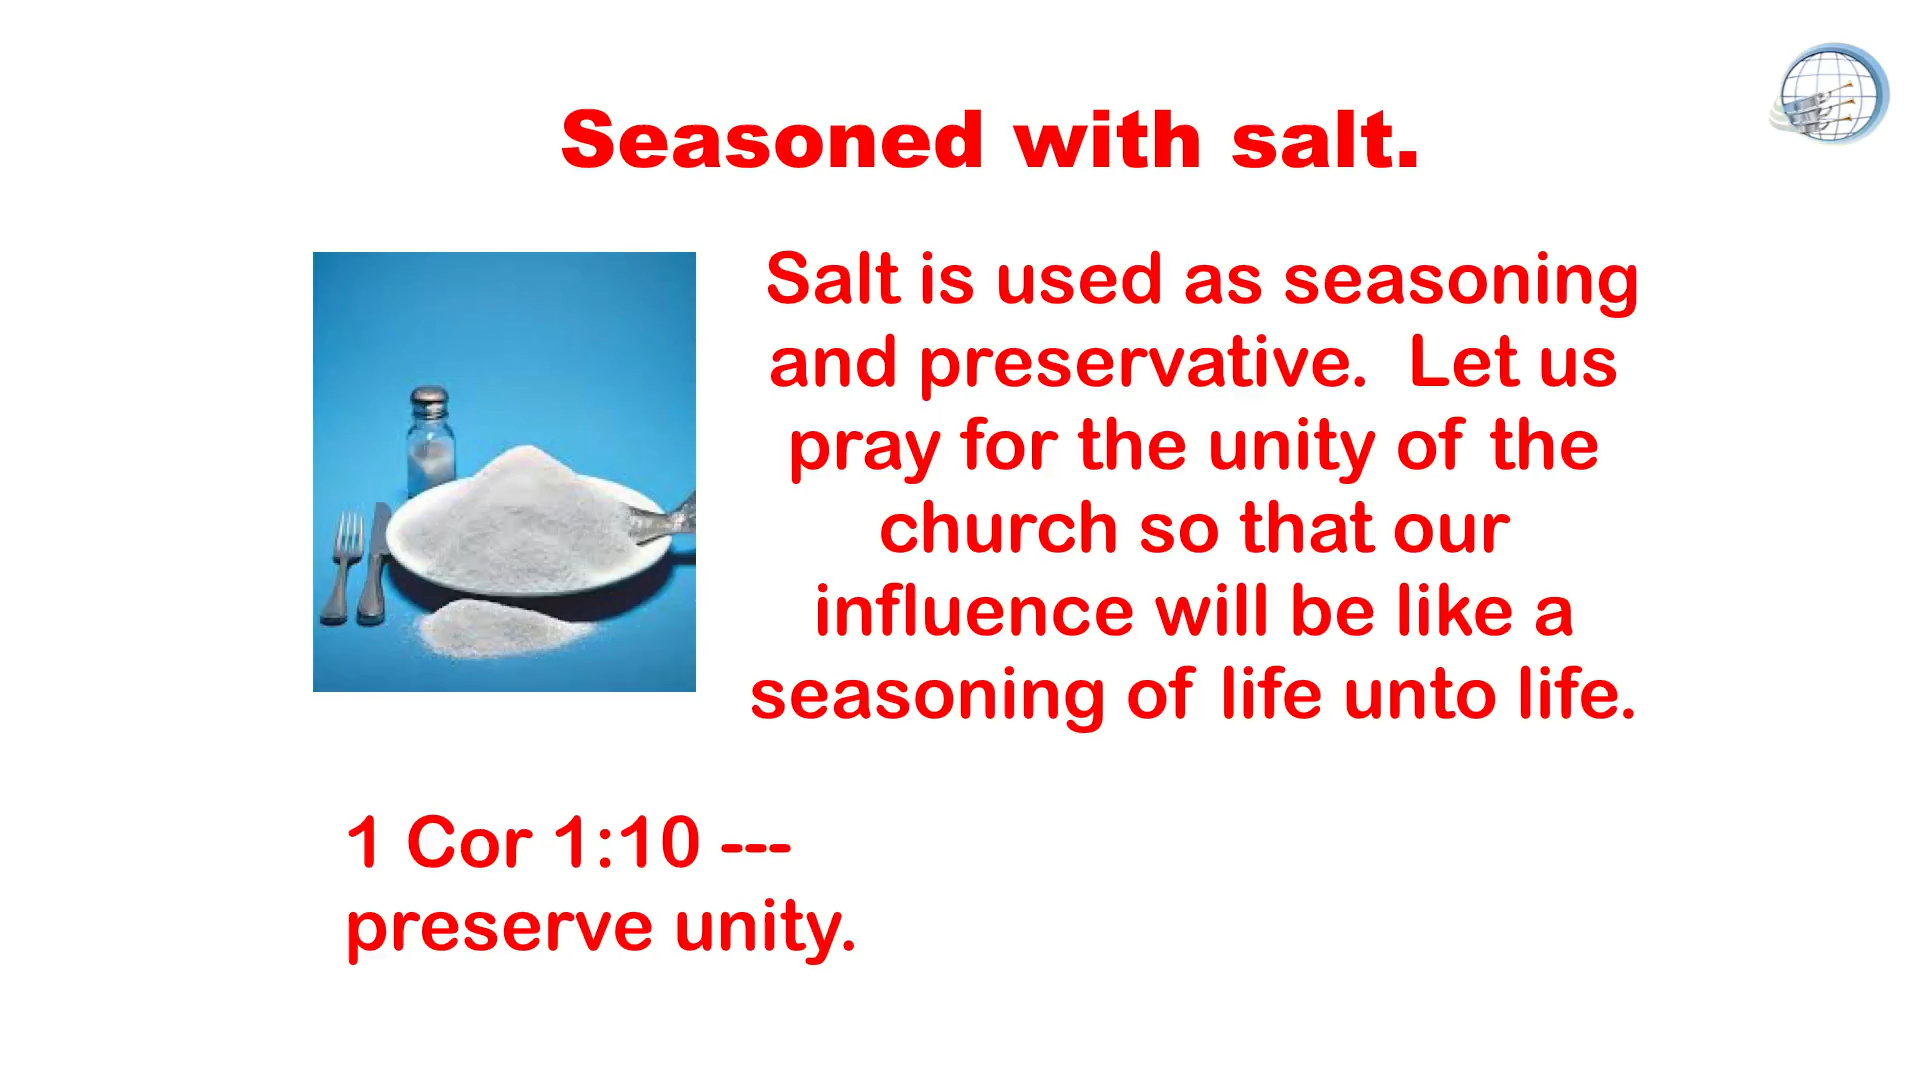 Seasoned with salt.
Salt is used as seasoning
and preservative.  Let us
pray for the unity of the
church so that our
influence will be like a
seasoning of life unto life.
1 Cor 1:10 ---
preserve unity.